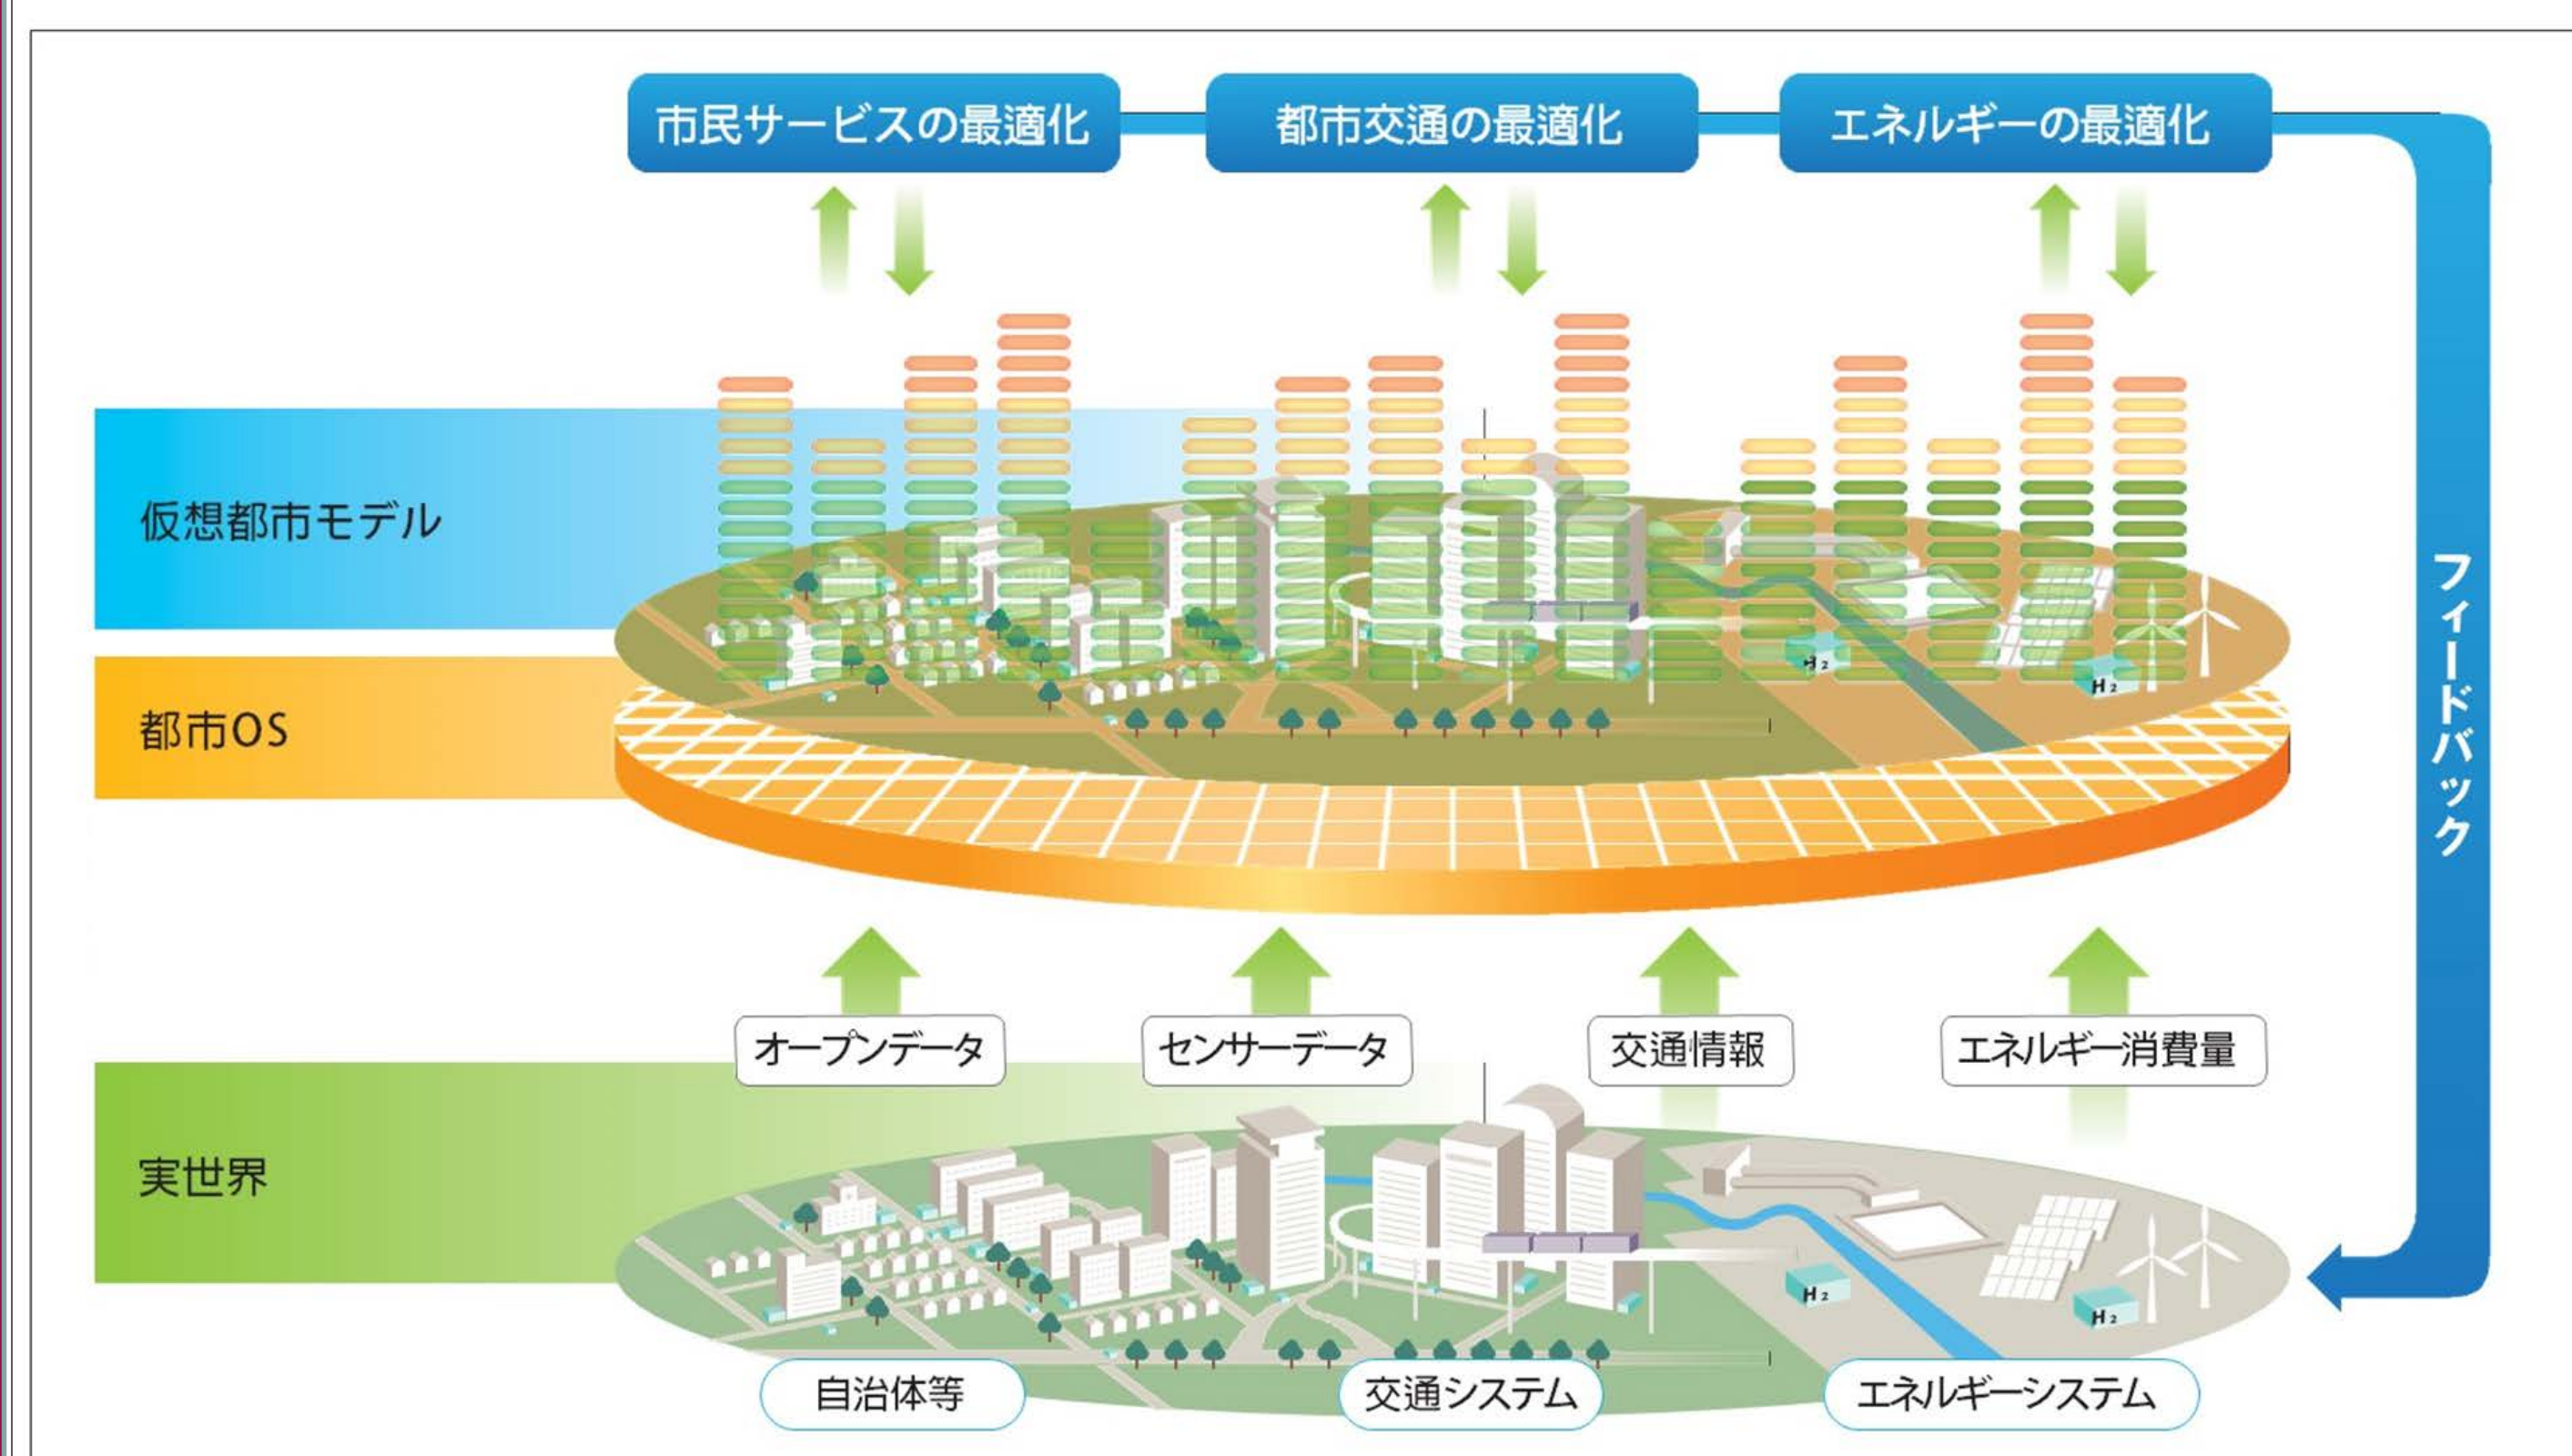 市民サービスの最適化
都市交通の最適化
エネルギーの最適化
仮想都市モデル
都市OS
フィードバック
H2
H2
オープンデータ
センサーデータ
交通情報
エネルギー消費量
実世界
H2
H2
自治体等
交通システム
エネルギーシステム